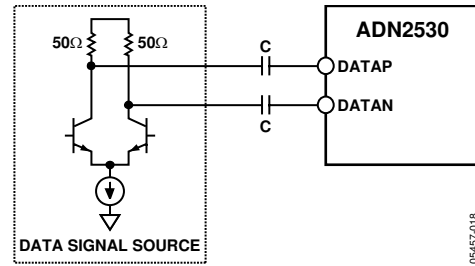 50Ω 50Ω
ADN2530
C
DATAP
DATAN
C
DATA SIGNAL SOURCE
05457-018